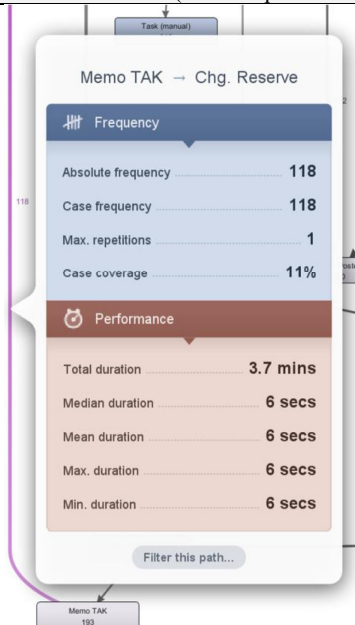 Task (manual)
Memo TAK → Chg. Reserve
Frequency
Absolute frequency 118
Case frequency 118
Max. repetitions 1
Case coverage 11%
Performance
Total duration 3.7 mins
Median duration 6 secs
Mean duration 6 secs
Max. duration 6 secs
Min. duration 6 secs
Filter this path...
118
2
Memo TAK
193